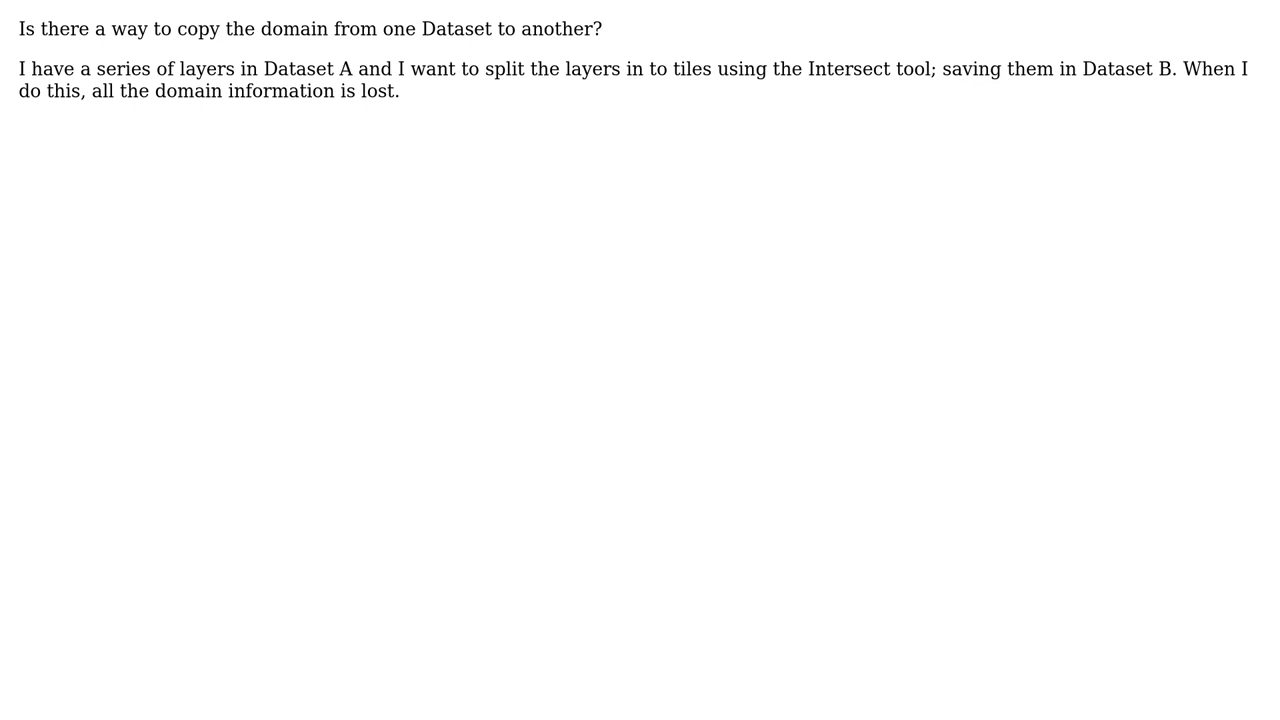 Is there a way to copy the domain from one Dataset to another?
I have a series of layers in Dataset A and I want to split the layers in to tiles using the Intersect tool; saving them in Dataset B. When I
do this, all the domain information is lost.